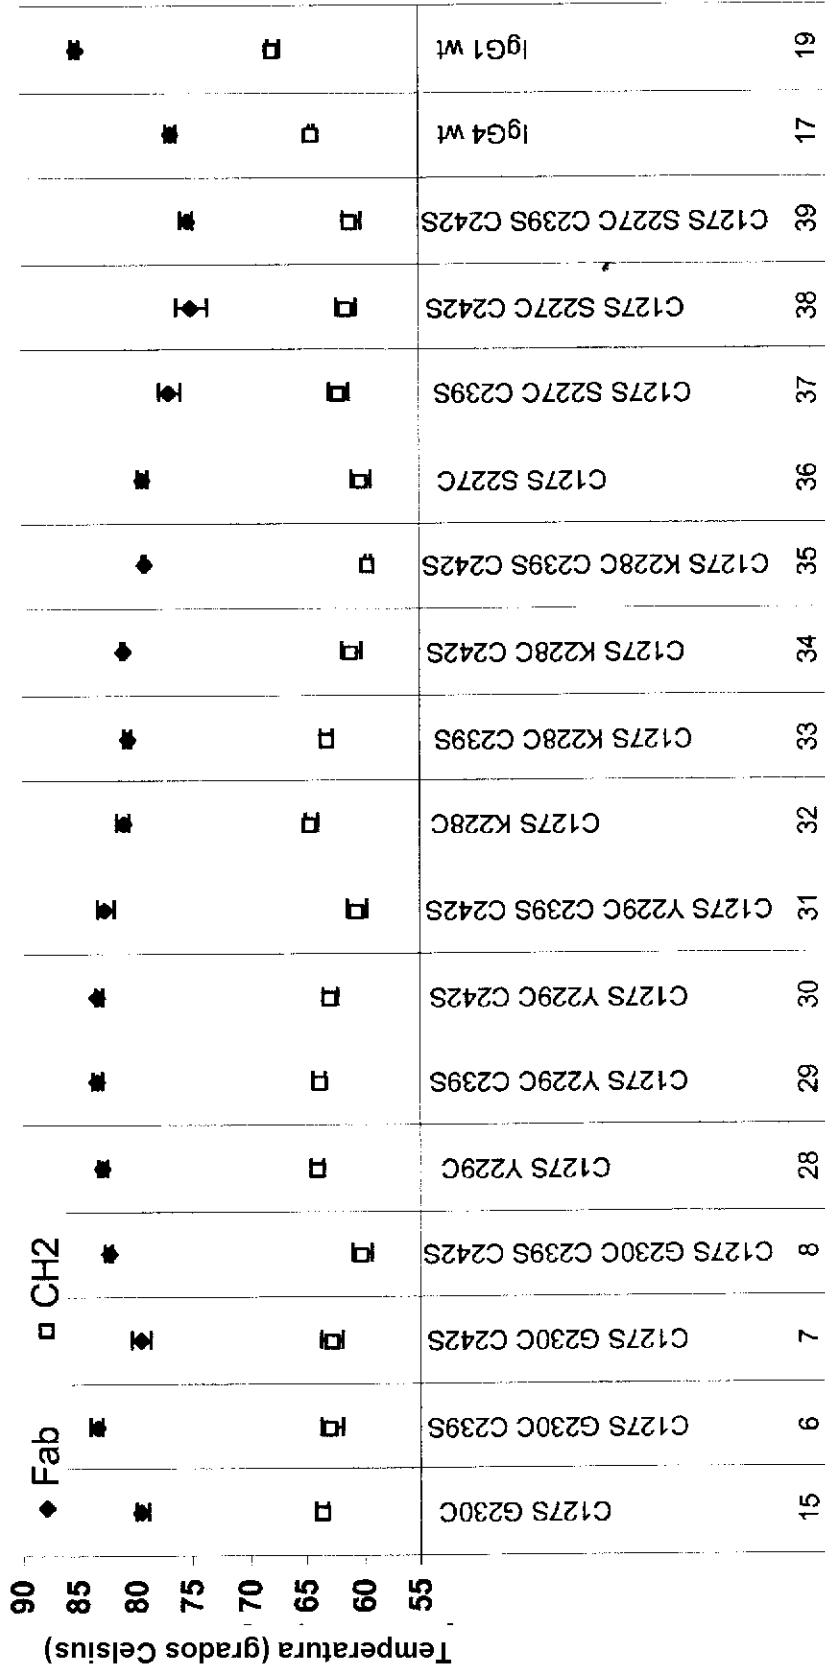 Temperatura (grados Celsius)
90
85
80
75
70
65
60
55
Fab
CH2
C127S G230C
C127S G230C C239S
C127S G230C C242S
C127S G230C C239S C242S
C127S Y229C
C127S Y229C C239S
C127S Y229C C242S
C127S Y229C C239S C242S
C127S K228C
C127S K228C C239S
C127S K228C C242S
C127S K228C C239S C242S
C127S S227C
C127S S227C C239S
C127S S227C C242S
C127S S227C C239S C242S
IgG4 wt
IgG1 wt
15
6
7
8
28
29
30
31
32
33
34
35
36
37
38
39
17
19